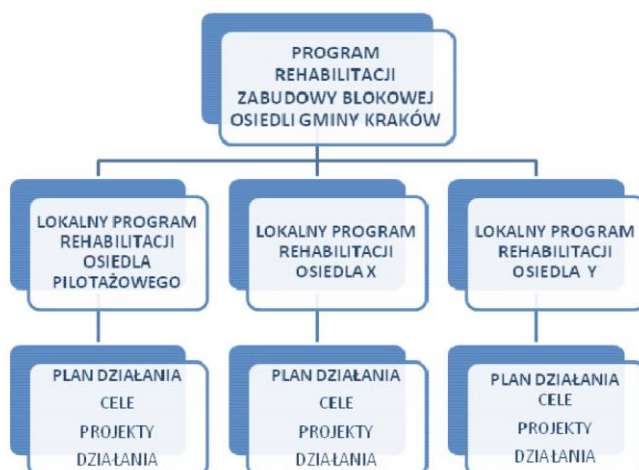 PROGRAM
REHABILITACJI
ZABUDOWY BLOKOWEJ
OSIEDLI GMINY KRAKÓW
LOKALNY PROGRAM
REHABILITACJI
OSIEDLA
PILOTAŻOWEGO
LOKALNY PROGRAM
REHABILITACJI
OSIEDLA X
LOKALNY PROGRAM
REHABILITACJI
OSIEDLA Y
PLAN DZIAŁANIA
CELE
PROJEKTY
DZIAŁANIA
PLAN DZIAŁANIA
CELE
PROJEKTY
DZIAŁANIA
PLAN DZIAŁANIA
CELE
PROJEKTY
DZIAŁANIA